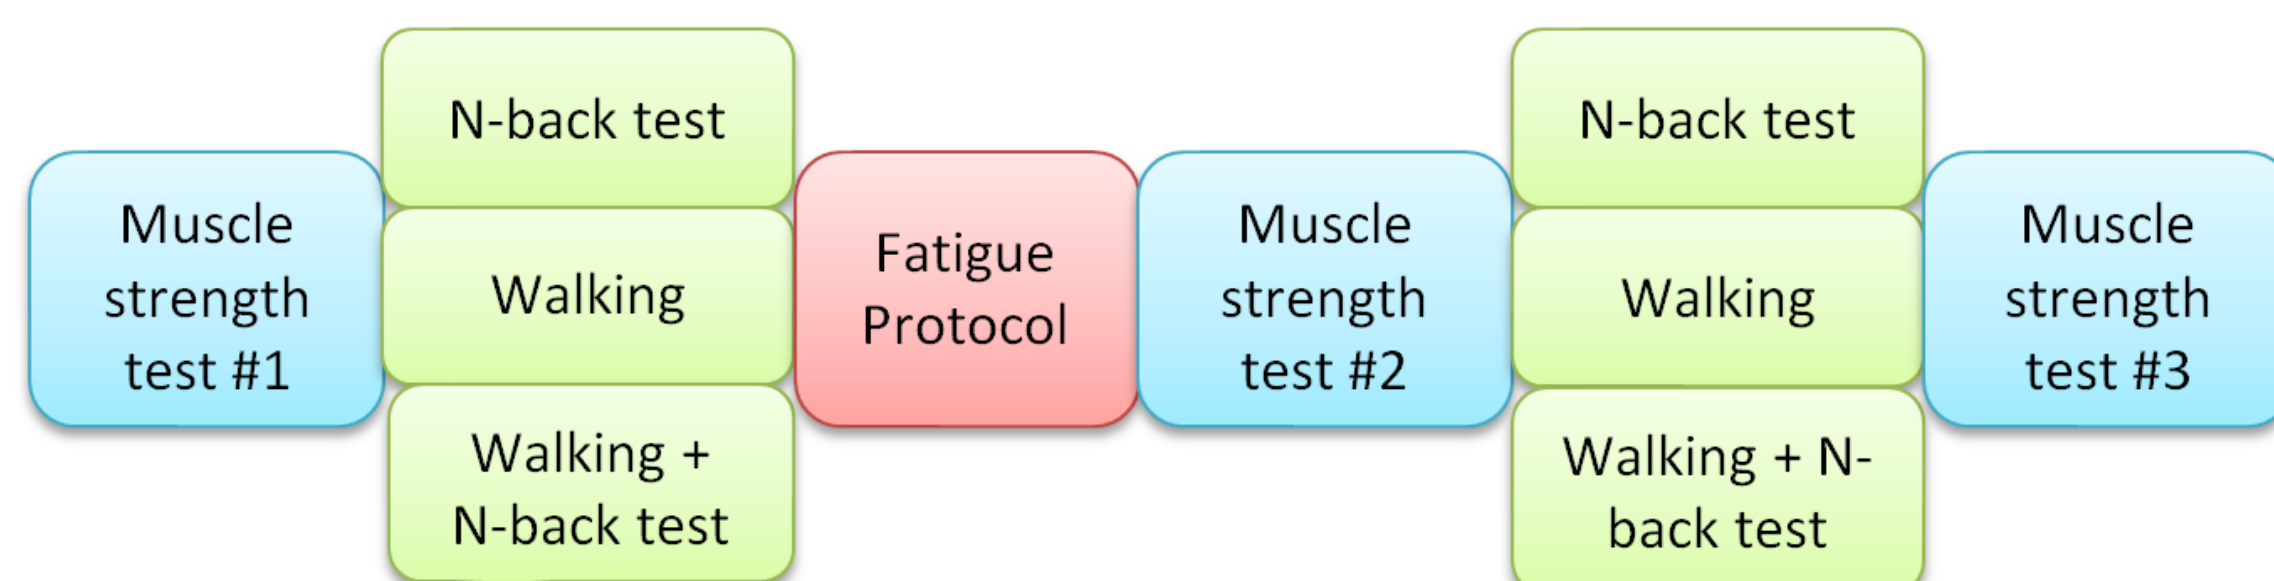 Muscle
strength
test #1
N-back test
Walking
Walking +
N-back test
Fatigue
Protocol
Muscle
strength
test #2
N-back test
Walking
Walking + N-
back test
Muscle
strength
test #3